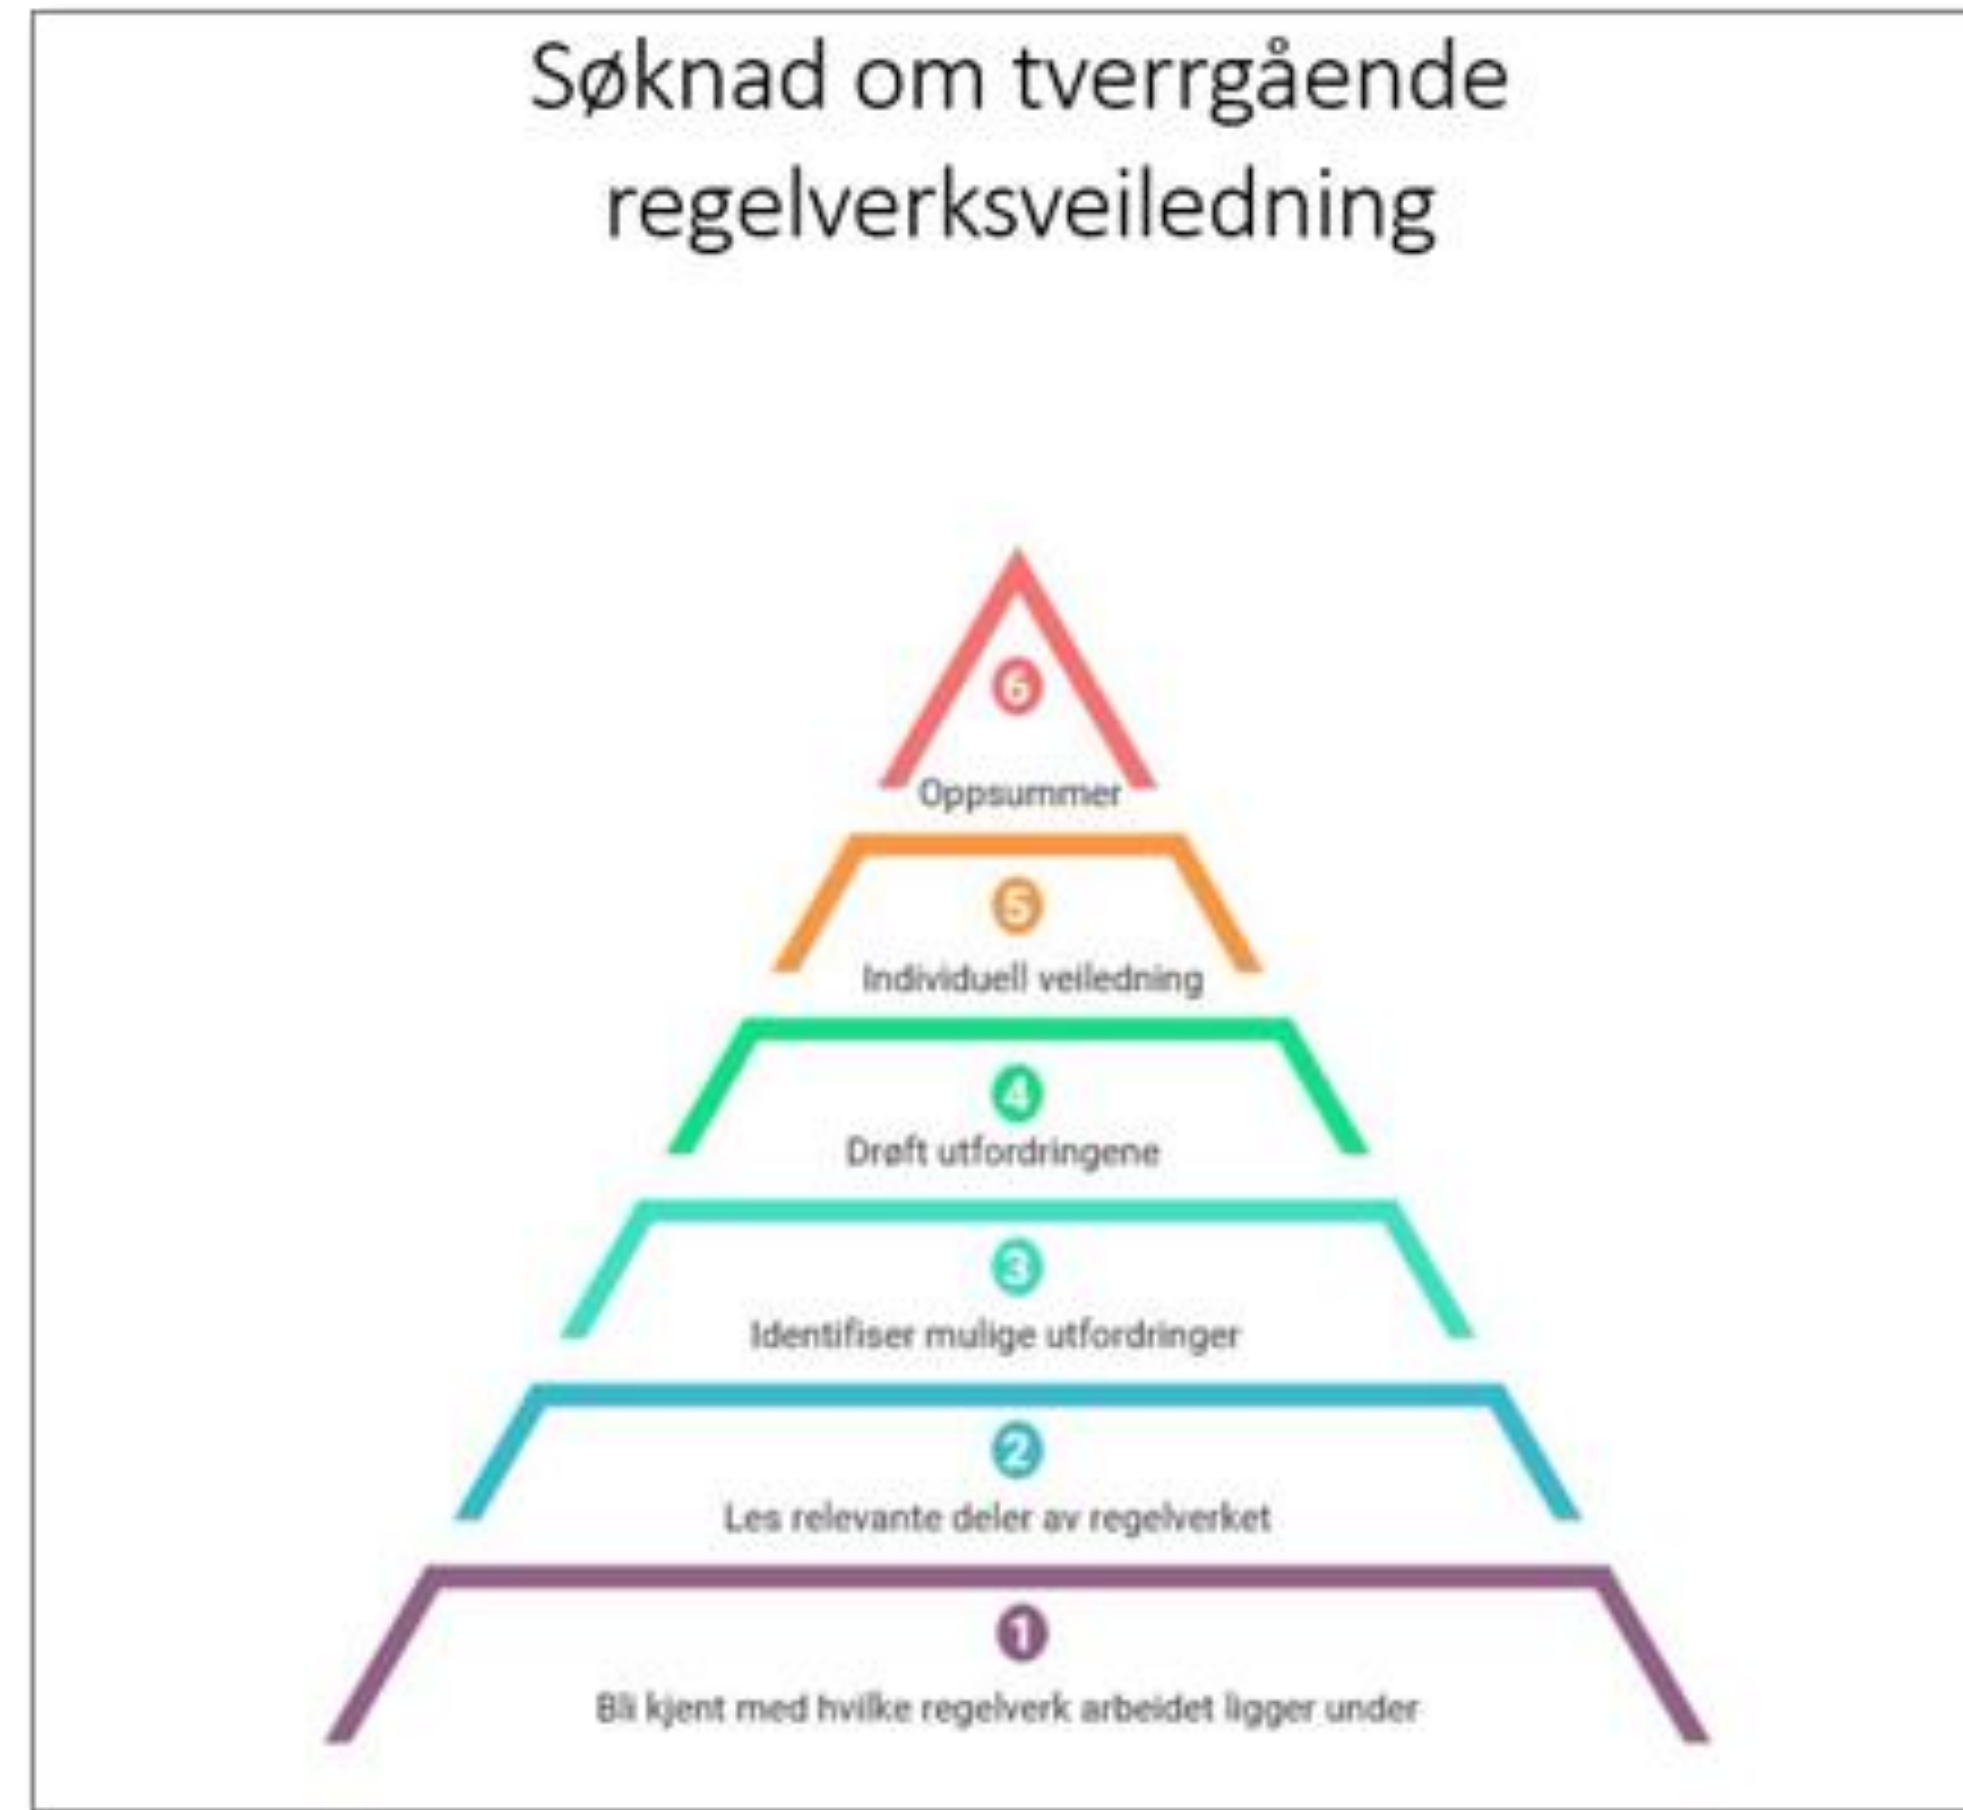 Søknad om tverrgående
regelverksveiledning
6
Oppsummer
5
Individuell veiledning
4
Drøft utfordringene
3
Identifiser mulige utfordringer
2
Les relevante deler av regelverket
1
Bli kjent med hvilke regelverk arbeidet ligger under